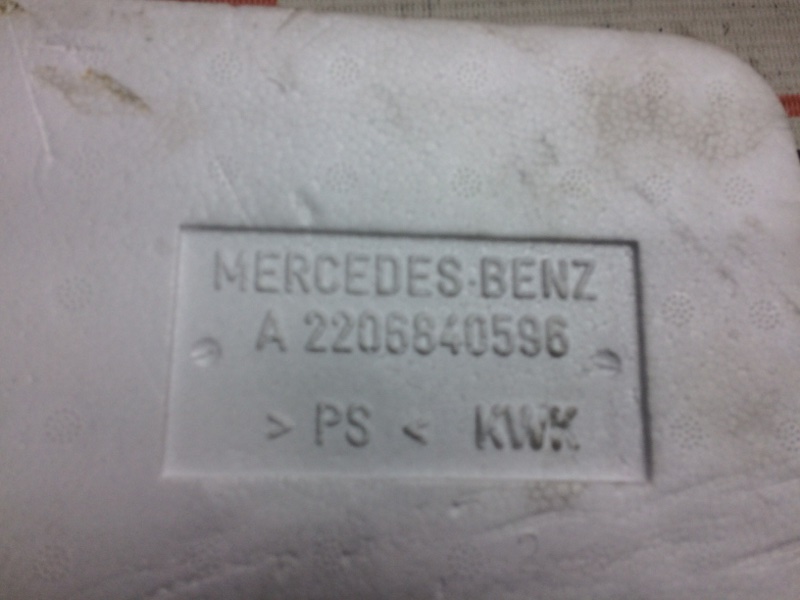 MERCEDES-BENZ
A 2206840596
> PS < KWK